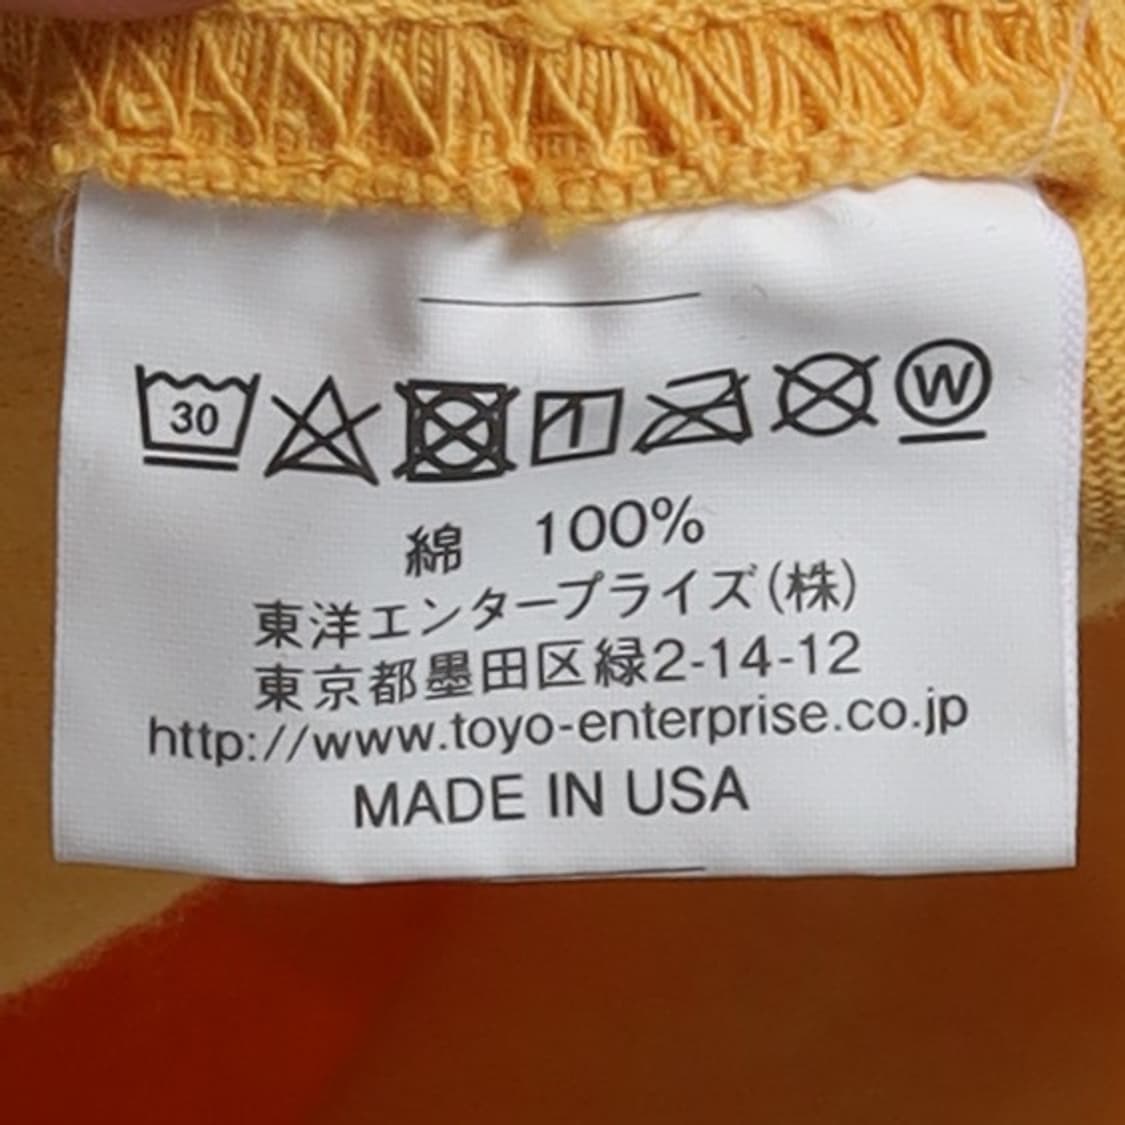 30 W
綿 100%
東洋エンタープライズ(株)
東京都墨田区緑2-14-12
http://www.toyo-enterprise.co.jp
MADE IN USA